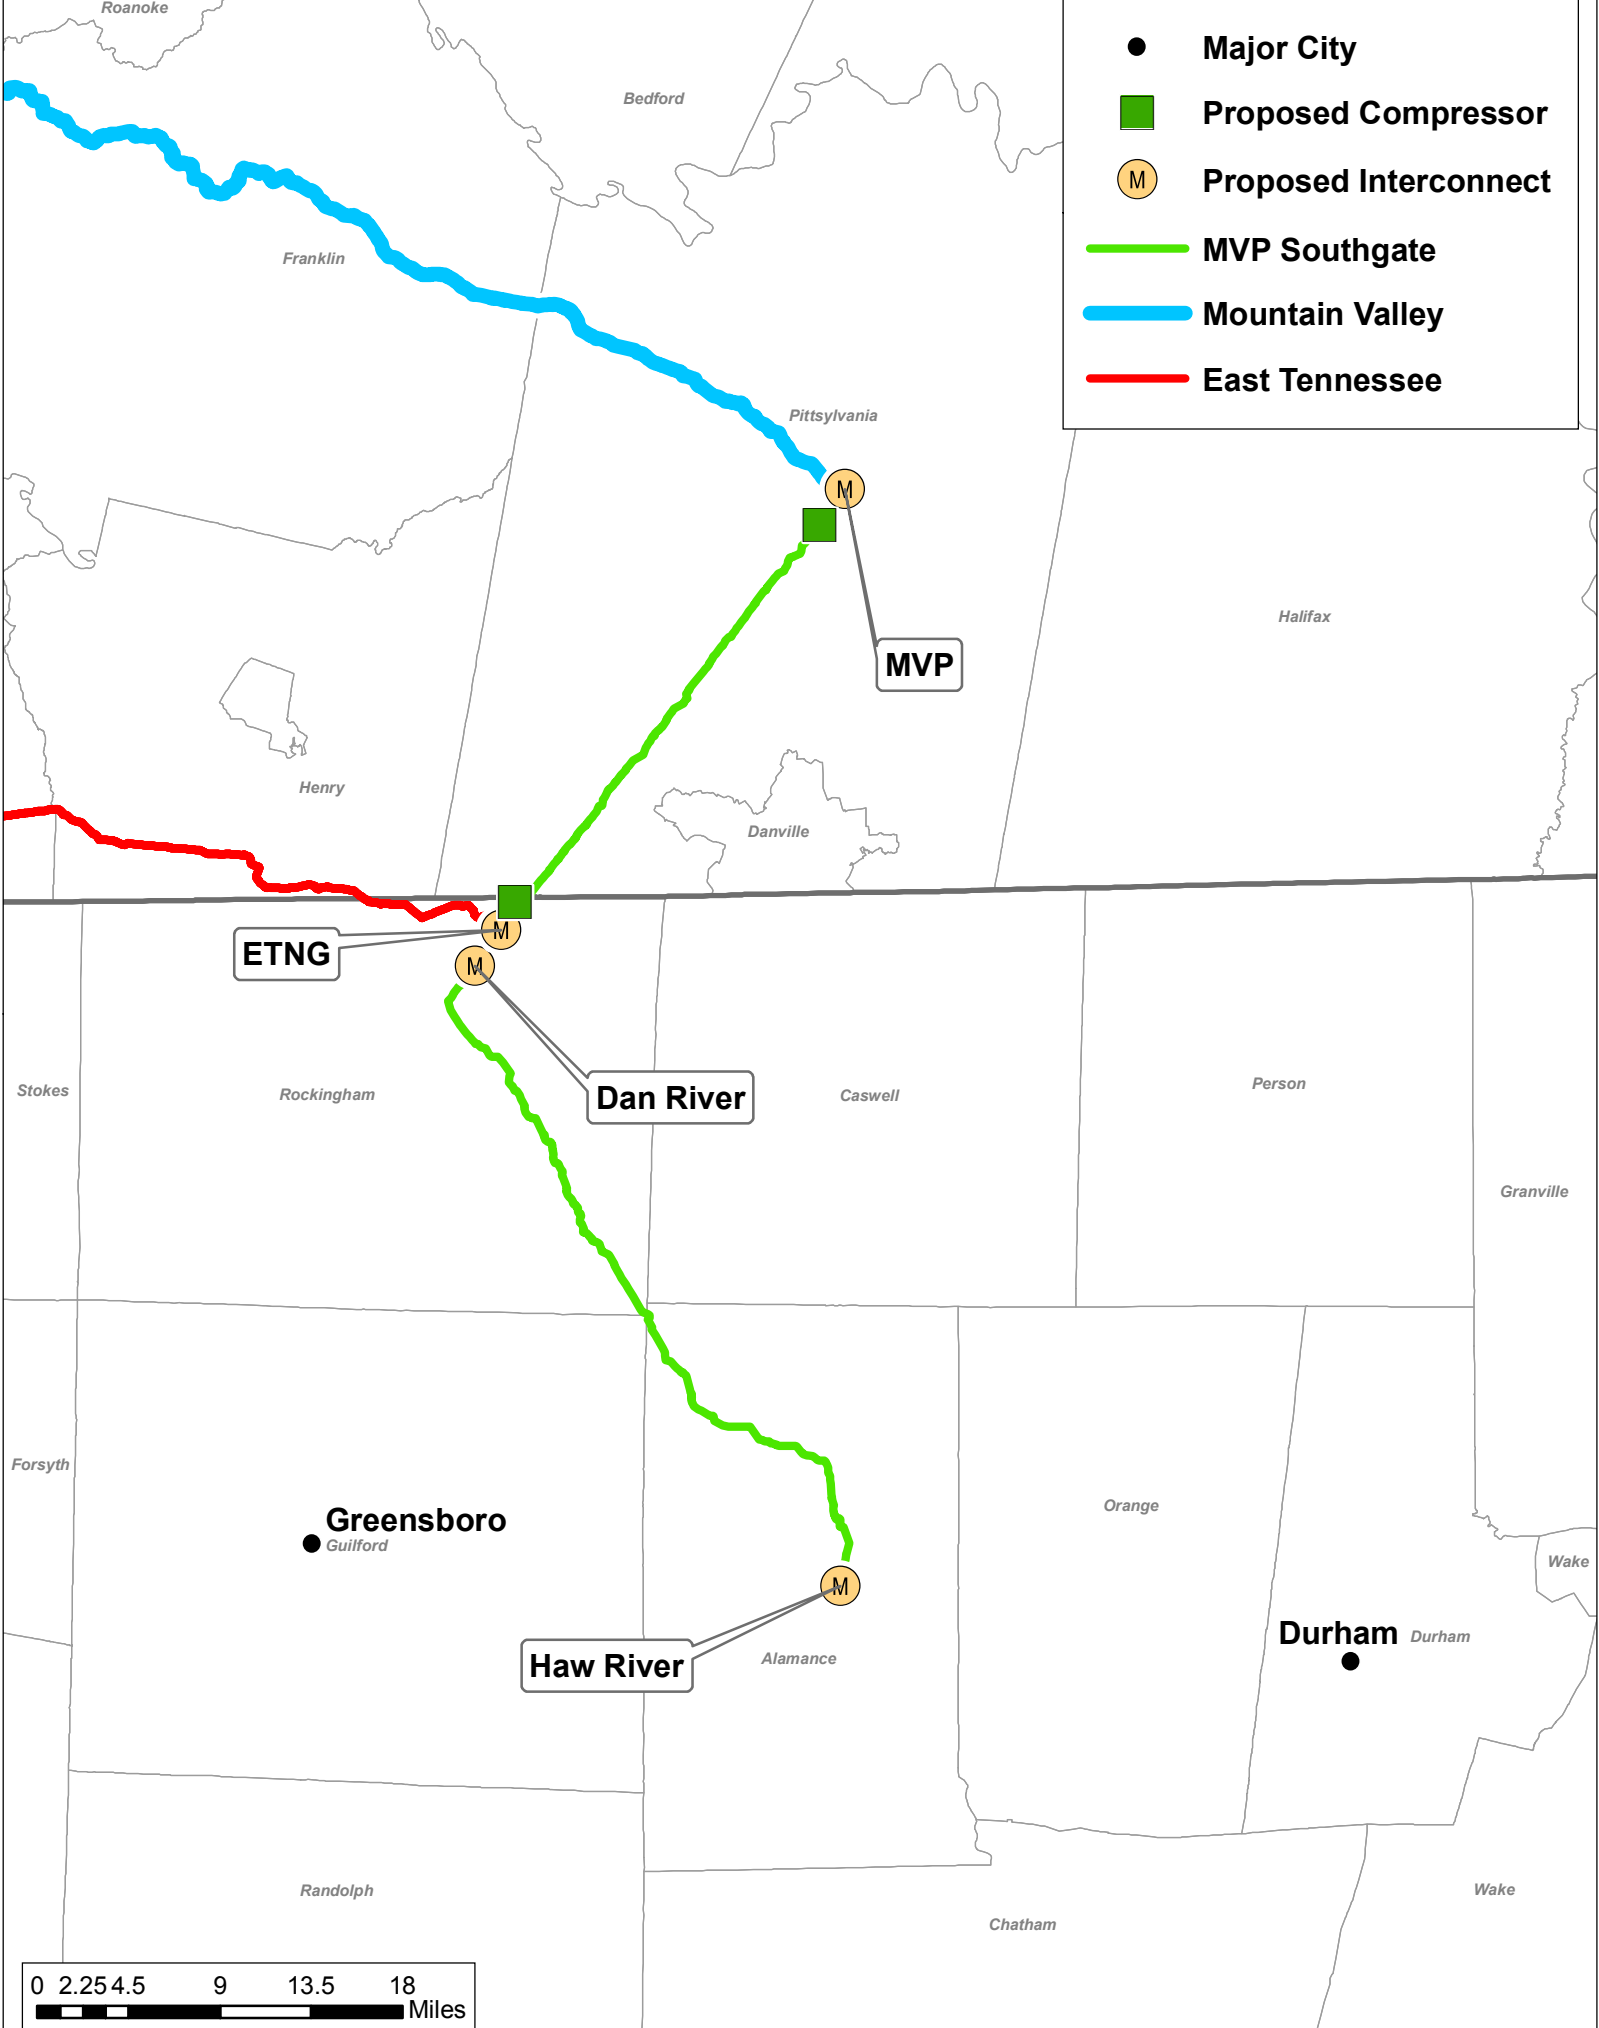 Roanoke
Major City
Bedford
Proposed Compressor
M
Proposed Interconnect
MVP Southgate
Franklin
Mountain Valley
East Tennessee
Pittsylvania
M
Halifax
MVP
Henry
Danville
M
ETNG
M
Stokes
Rockingham
Dan River
Caswell
Person
Granville
Forsyth
Greensboro
Guilford
Orange
Wake
M
Durham
Durham
Haw River
Alamance
Randolph
Wake
Chatham
0 2.25 4.5 9 13.5 18
Miles